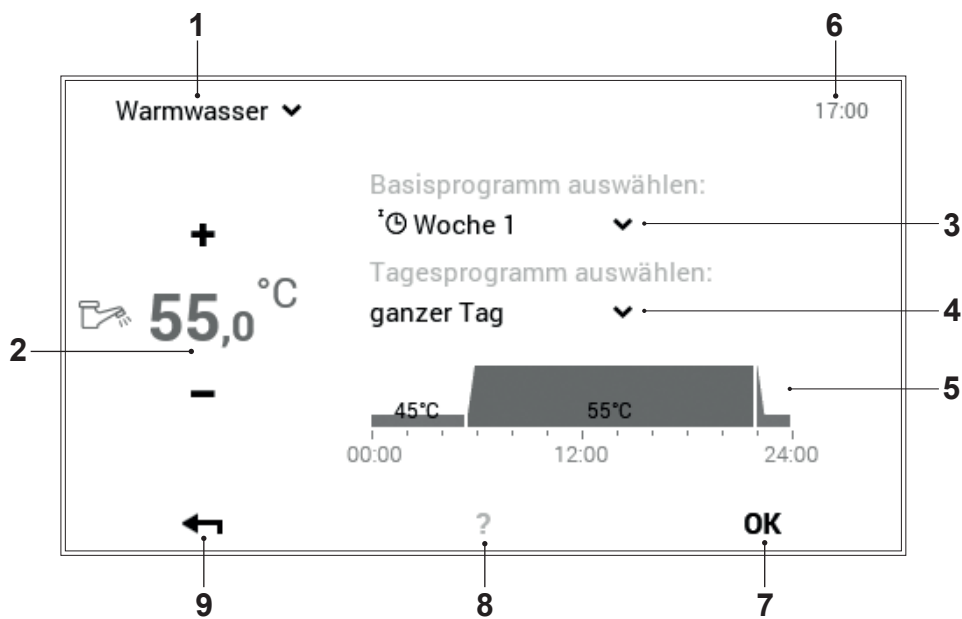 1 6
Warmwasser 17:00
Basisprogramm auswählen:
I Woche 1 3
+
Tagesprogramm auswählen:
55,0 °C
ganzer Tag 4
2
−
5
45°C 55°C
00:00 12:00 24:00
? OK
9 8 7